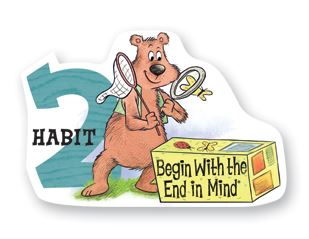 2
HABIT
Begin With the
End in Mind